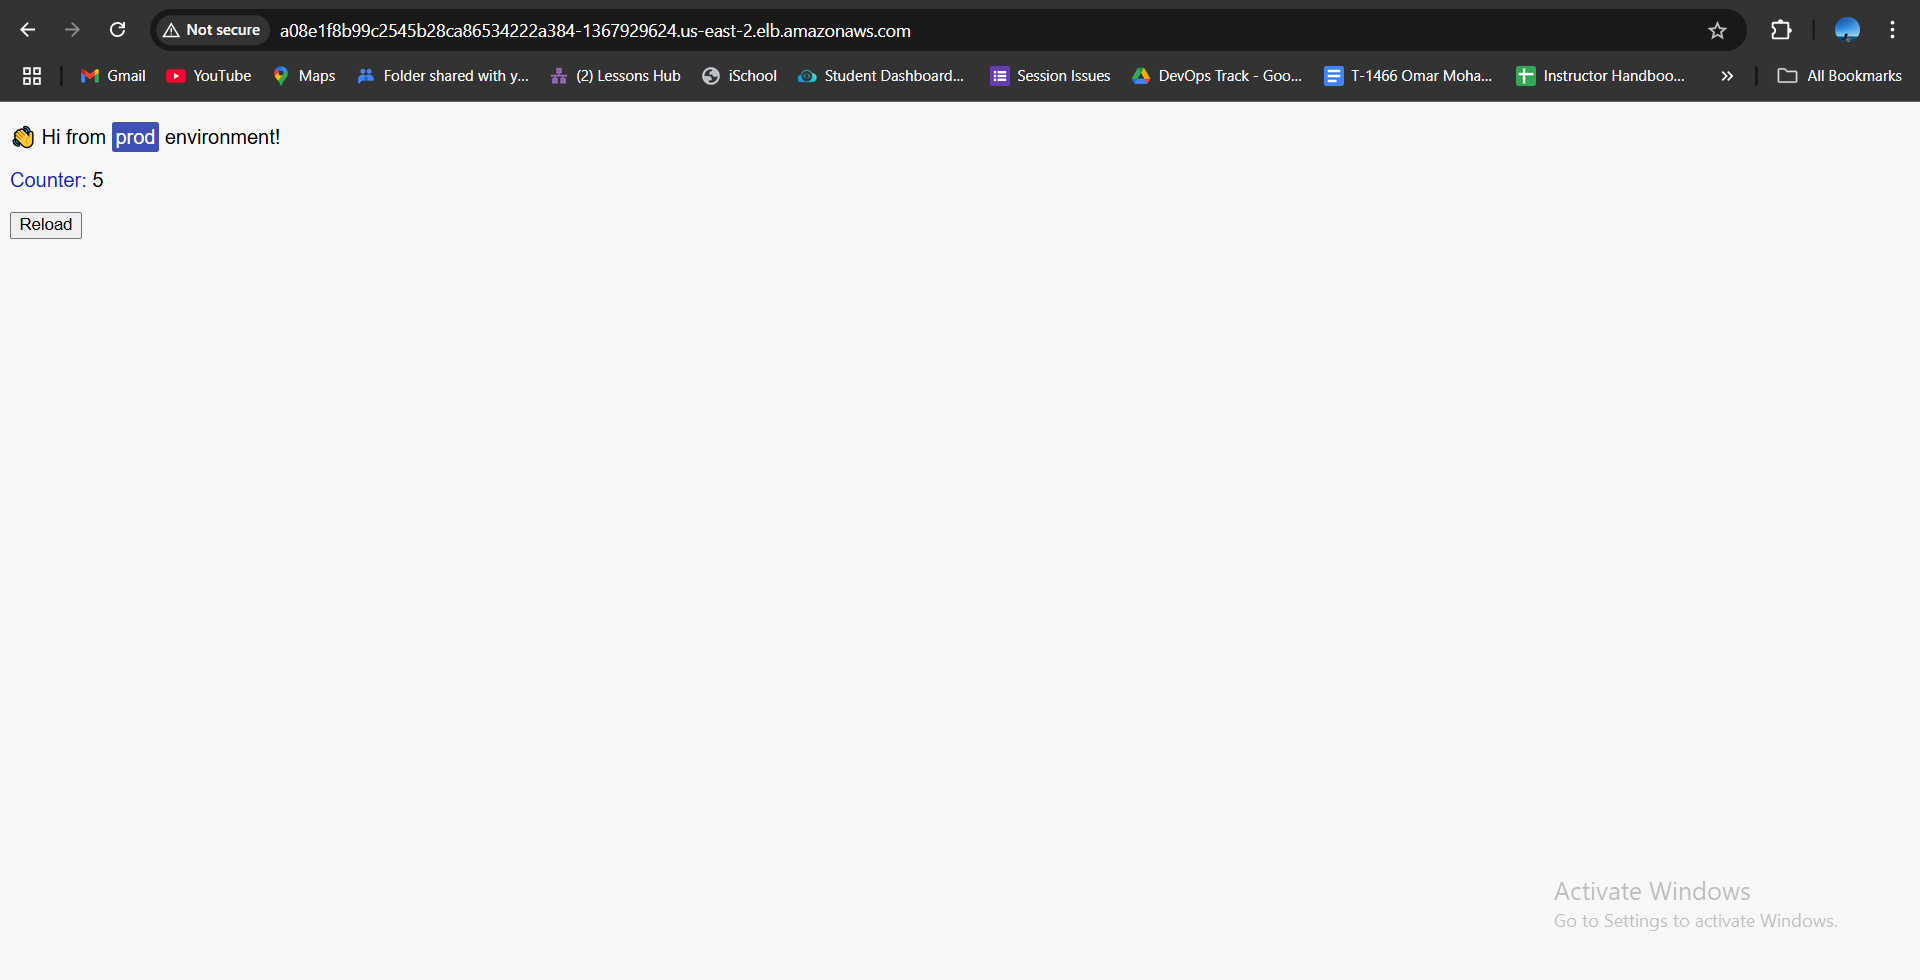 Not secure a08e1f8b99c2545b28ca86534222a384-1367929624.us-east-2.elb.amazonaws.com
Gmail YouTube Maps Folder shared with y... (2) Lessons Hub iSchool Student Dashboard... Session Issues DevOps Track - Goo... T-1466 Omar Moha... Instructor Handboo... » All Bookmarks
👋 Hi from prod environment!
Counter: 5
Reload
Activate Windows
Go to Settings to activate Windows.